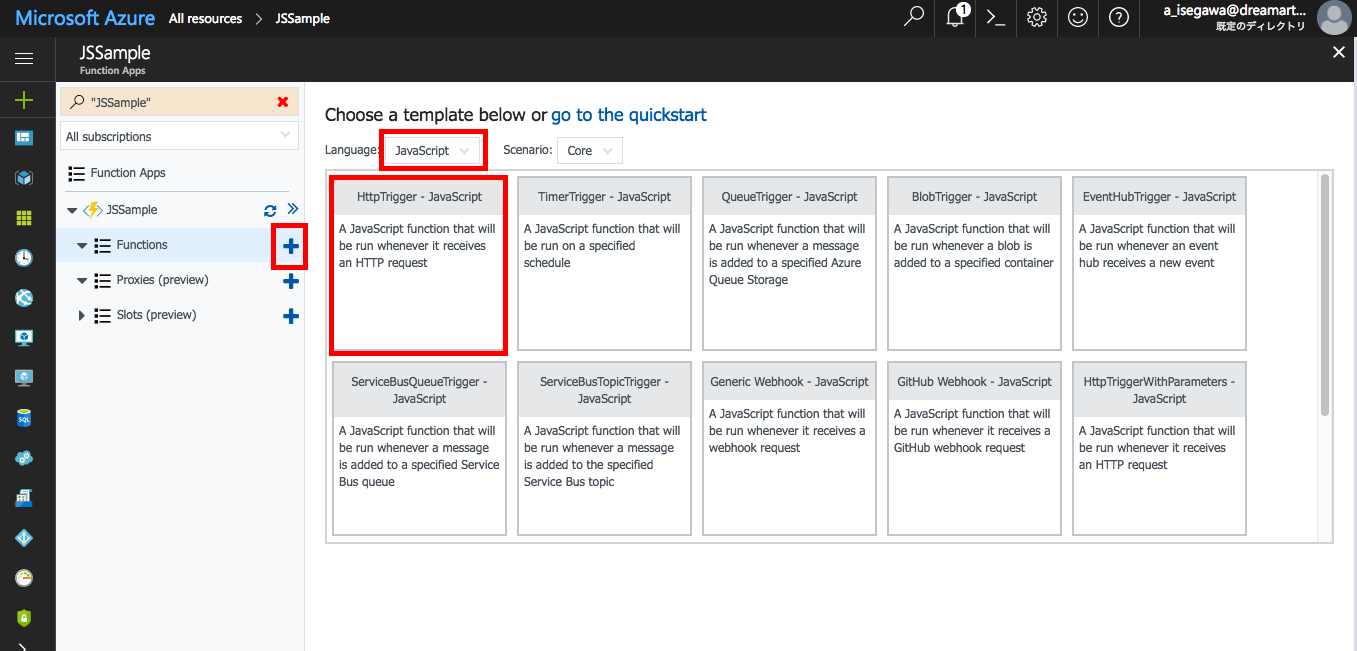 Microsoft Azure All resources > JSSample
1
a_isegawa@dreamart...
既定のディレクトリ
JSSample
Function Apps
"JSSample"
All subscriptions
Function Apps
JSSample
Functions
Proxies (preview)
Slots (preview)
Choose a template below or go to the quickstart
Language: JavaScript Scenario: Core
HttpTrigger - JavaScript
A JavaScript function that will
be run whenever it receives
an HTTP request
TimerTrigger - JavaScript
A JavaScript function that will
be run on a specified
schedule
QueueTrigger - JavaScript
A JavaScript function that will
be run whenever a message
is added to a specified Azure
Queue Storage
BlobTrigger - JavaScript
A JavaScript function that will
be run whenever a blob is
added to a specified container
EventHubTrigger - JavaScript
A JavaScript function that will
be run whenever an event
hub receives a new event
ServiceBusQueueTrigger -
JavaScript
A JavaScript function that will
be run whenever a message
is added to a specified Service
Bus queue
ServiceBusTopicTrigger -
JavaScript
A JavaScript function that will
be run whenever a message
is added to the specified
Service Bus topic
Generic Webhook - JavaScript
A JavaScript function that will
be run whenever it receives a
webhook request
GitHub Webhook - JavaScript
A JavaScript function that will
be run whenever it receives a
GitHub webhook request
HttpTriggerWithParameters -
JavaScript
A JavaScript function that will
be run whenever it receives
an HTTP request
SQL